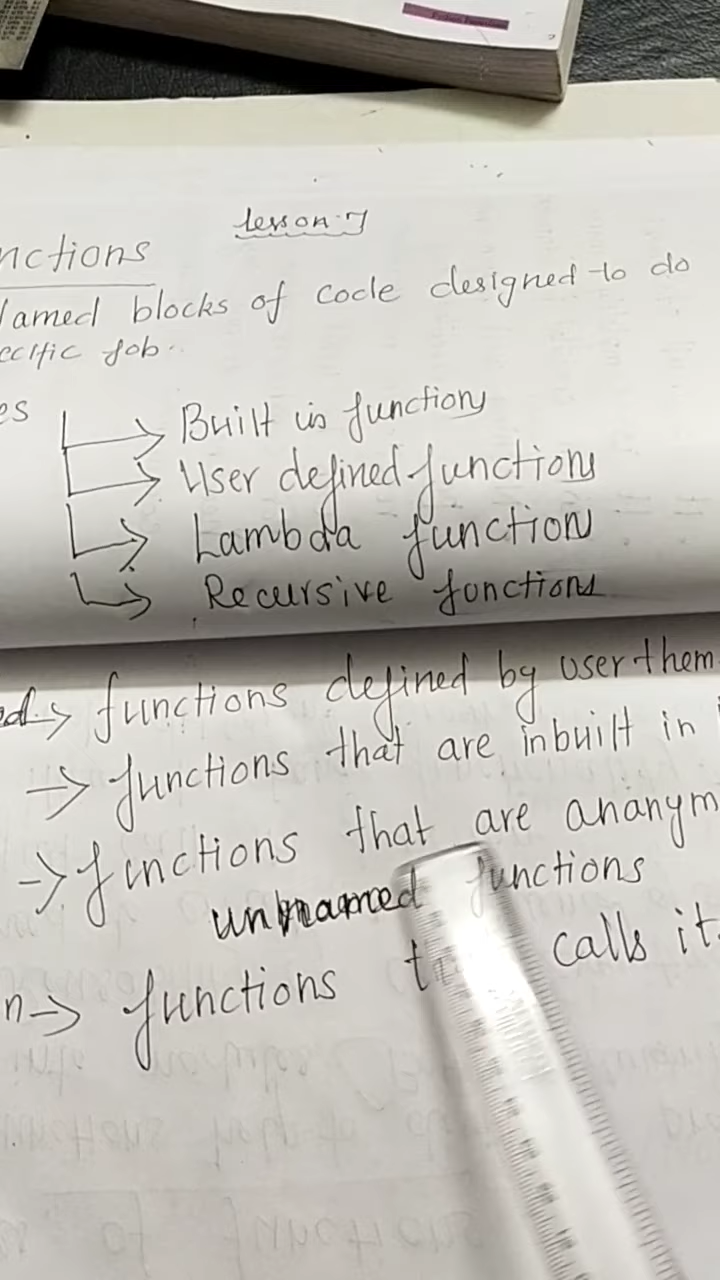 lesson-7
nctions
amed blocks of code designed to do
ecific job.
es
Built in functions
User defined functions
Lambda function
Recursive functions
ed-> functions defined by user them
-> functions that are inbuilt in
-> functions that are ananym
unnamed functions
n-> functions calls it